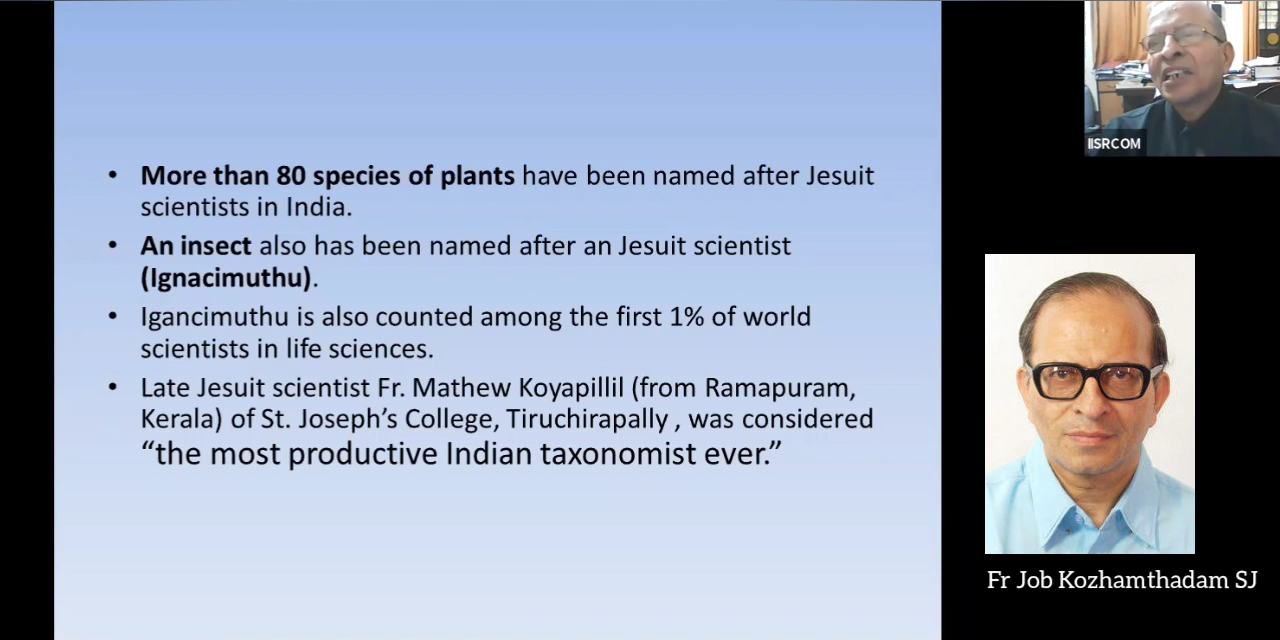 • More than 80 species of plants have been named after Jesuit
scientists in India.
• An insect also has been named after an Jesuit scientist
(Ignacimuthu).
• Igancimuthu is also counted among the first 1% of world
scientists in life sciences.
• Late Jesuit scientist Fr. Mathew Koyapillil (from Ramapuram,
Kerala) of St. Joseph’s College, Tiruchirapally , was considered
“the most productive Indian taxonomist ever.”
IISRCOM
Fr Job Kozhamthadam SJ